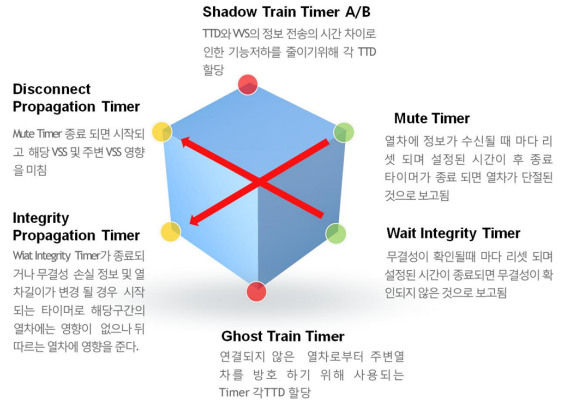 Shadow Train Timer A/B
TTD와 VVS의 정보 전송의 시간 차이로
인한 기능저하를 줄이기위해 각 TTD
할당
Disconnect
Propagation Timer
Mute Timer 종료 되면 시작되
고 해당 VSS 및 주변 VSS 영향
을 미침
Mute Timer
열차에 정보가 수신될 때 마다 리
셋 되며 설정된 시간이 후 종료
타이머가 종료 되면 열차가 단절된
것으로 보고됨
Integrity
Propagation Timer
Wiat Integrity Timer가 종료되
거나 무결성 손실 정보 및 열
차길이가 변경 될 경우 시작
되는 타이머로 해당구간의
열차에는 영향이 없으나 뒤
따르는 열차에 영향을 준다.
Wait Integrity Timer
무결성이 확인될때 마다 리셋 되며
설정된 시간이 종료되면 무결성이 확
인되지 않은 것으로 보고됨
Ghost Train Timer
연결되지 않은 열차로부터 주변열
차를 방호 하기 위해 사용되는
Timer 각TTD 할당